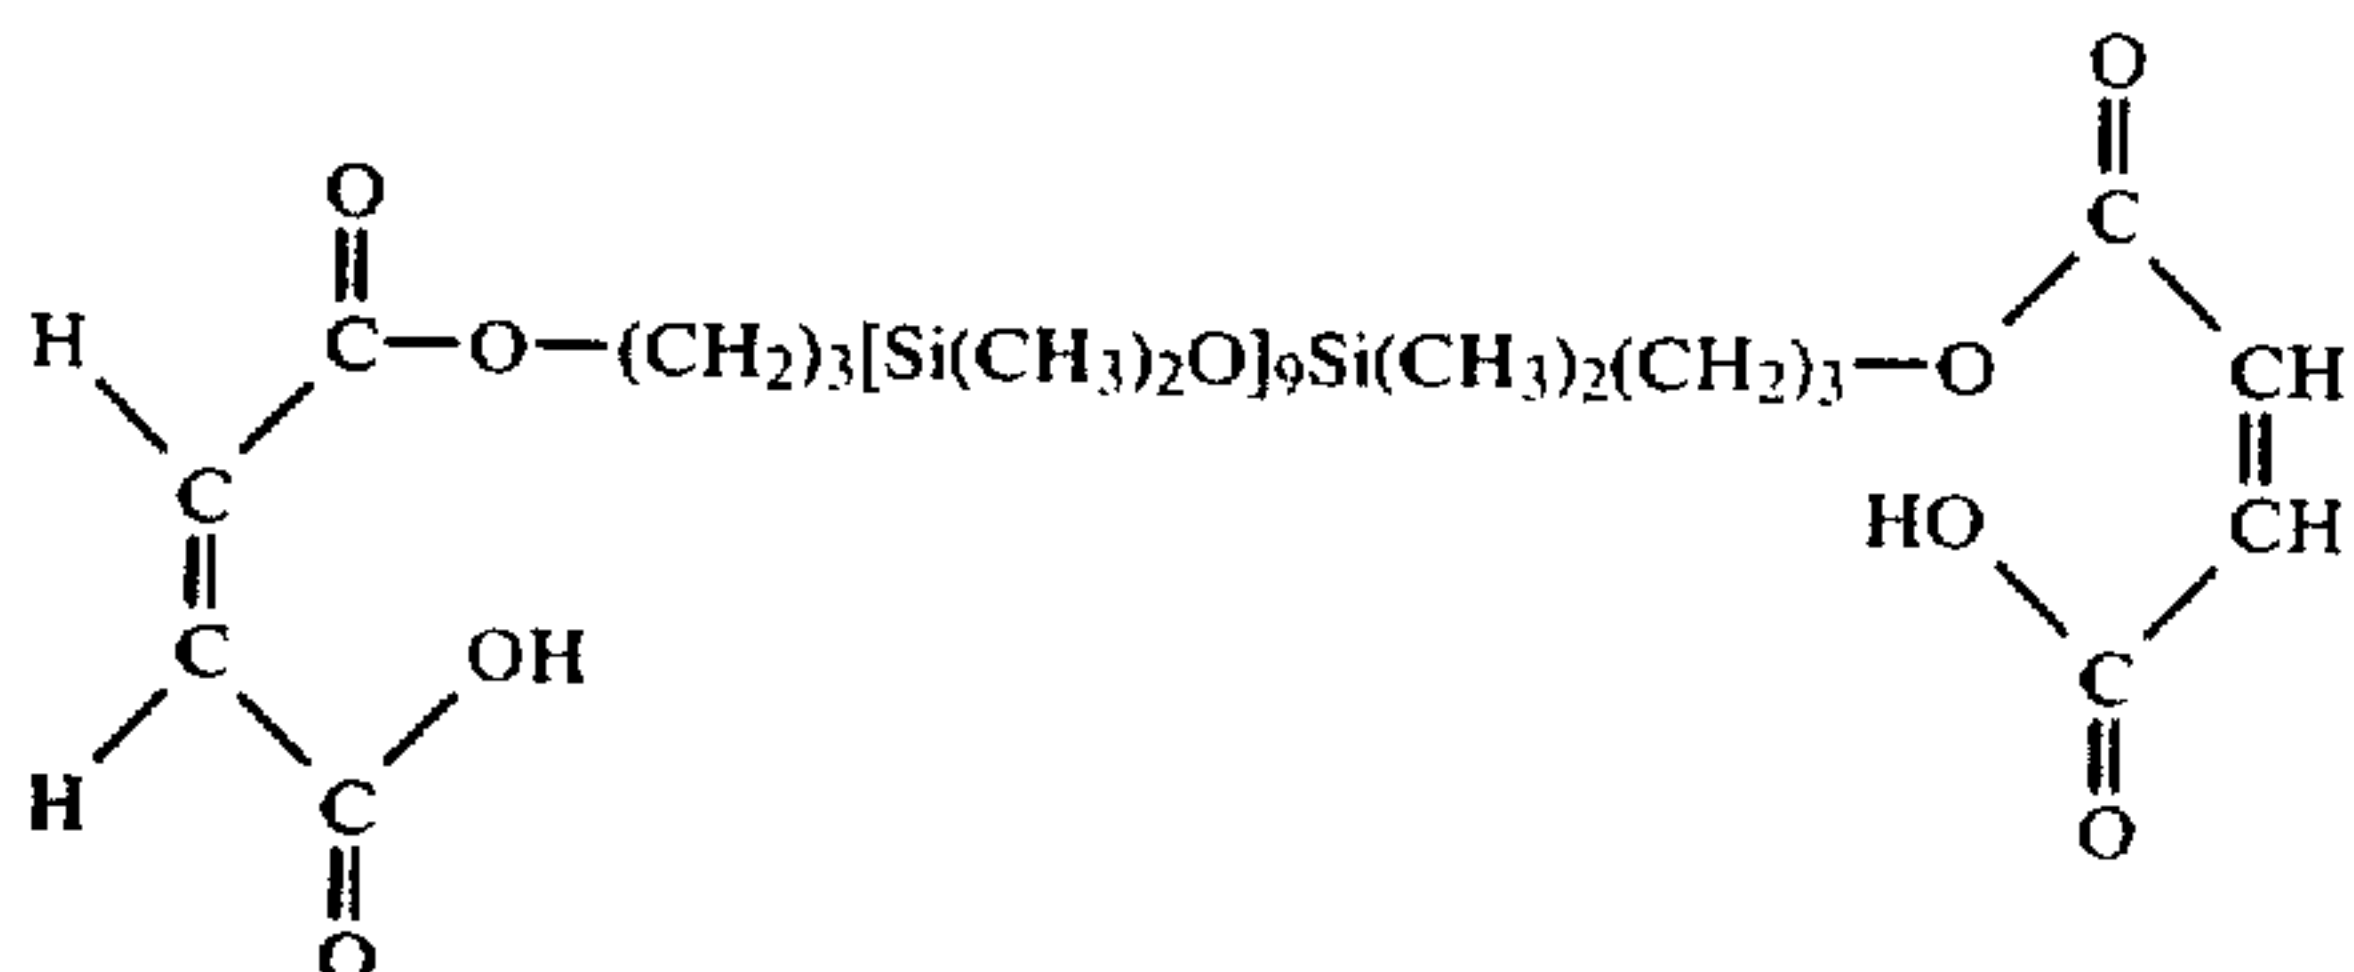 O
O
C
H C—O—(CH2)3[Si(CH3)2O]9Si(CH3)2(CH2)3—O CH
C HO CH
C OH C
H C O
O